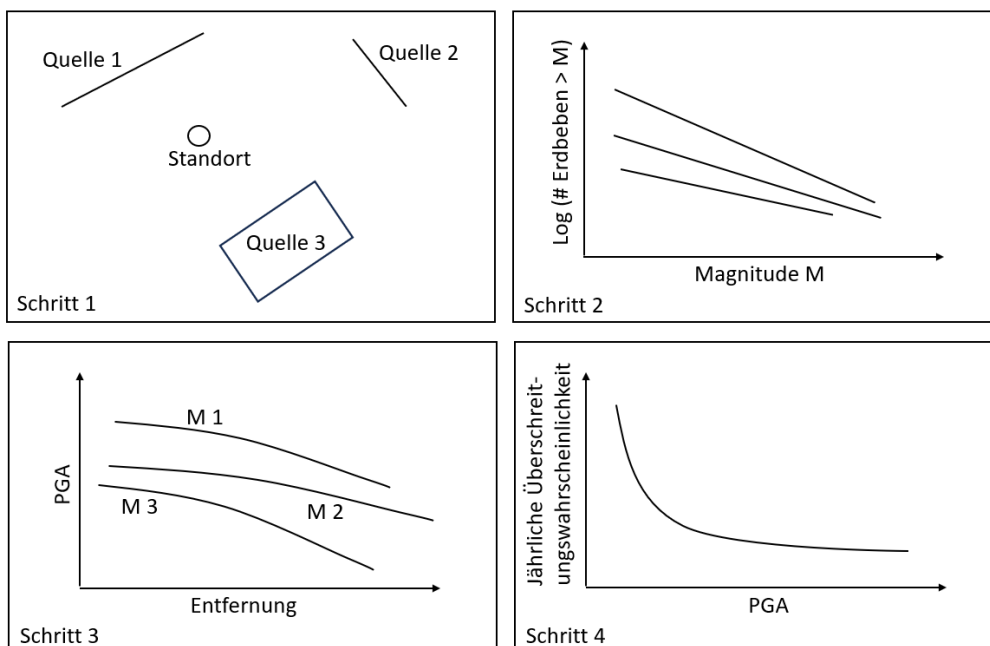 Quelle 1
Quelle 2
Standort
Quelle 3
Schritt 1
Log (# Erdbeben > M)
Magnitude M
Schritt 2
PGA
M 1
M 2
M 3
Entfernung
Schritt 3
Jährliche Überschreit-
ungswahrscheinlichkeit
PGA
Schritt 4